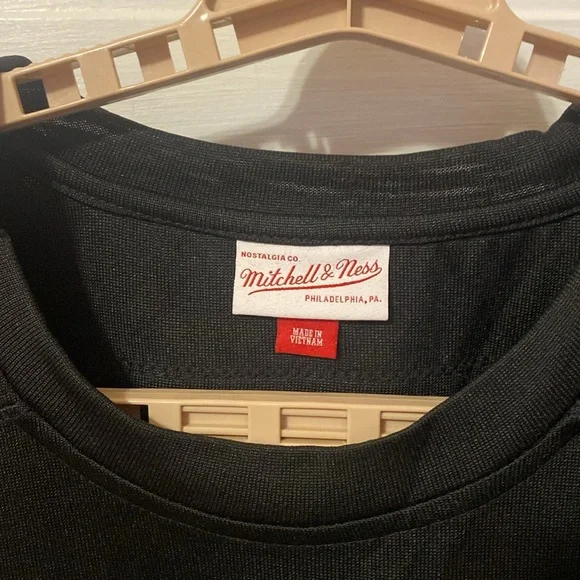 NOSTALGIA CO.
Mitchell & Ness
PHILADELPHIA, PA.
MADE IN
VIETNAM